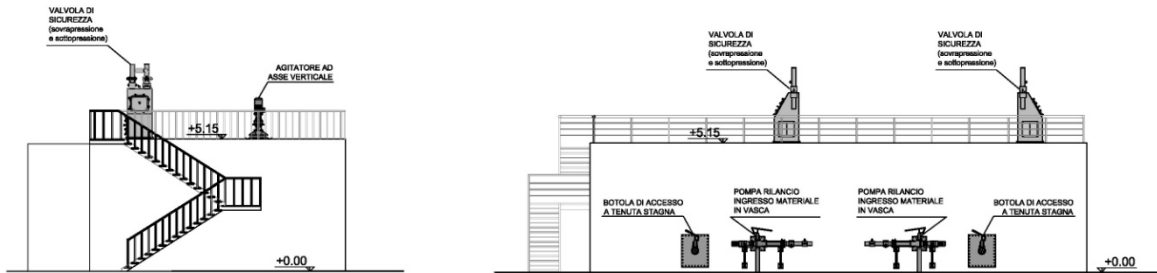 VALVOLA DI
SICUREZZA
(sovrapressione
e sottopressione)
AGITATORE AD
ASSE VERTICALE
+5.15
+0.00
VALVOLA DI
SICUREZZA
(sovrapressione
e sottopressione)
VALVOLA DI
SICUREZZA
(sovrapressione
e sottopressione)
+5.15
BOTOLA DI ACCESSO
A TENUTA STAGNA
POMPA RILANCIO
INGRESSO MATERIALE
IN VASCA
POMPA RILANCIO
INGRESSO MATERIALE
IN VASCA
BOTOLA DI ACCESSO
A TENUTA STAGNA
+0.00